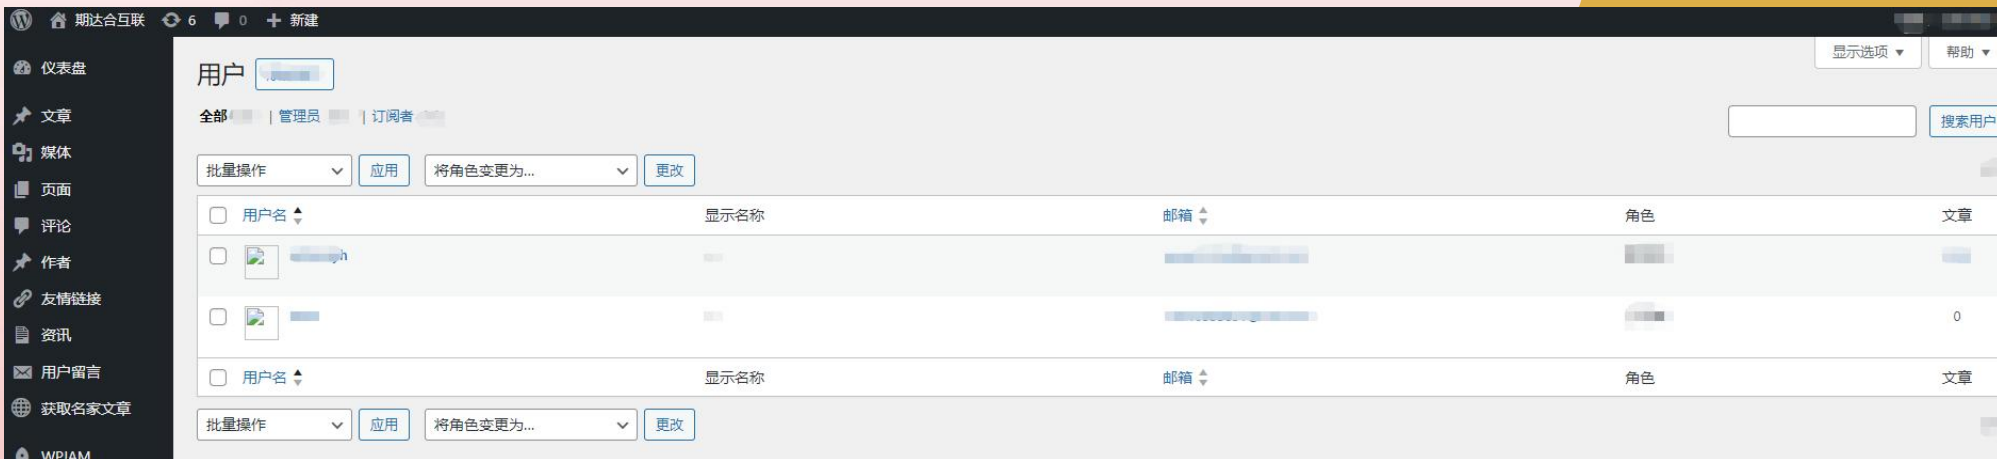 期达合互联 6 0 新建
显示选项 帮助
仪表盘
用户
文章
全部 | 管理员 | 订阅者
搜索用户
媒体
批量操作 应用 将角色变更为... 更改
页面
用户名 显示名称 邮箱 角色 文章
评论
作者
友情链接
0
资讯
用户留言
用户名 显示名称 邮箱 角色 文章
获取名家文章
批量操作 应用 将角色变更为... 更改
WPJAM